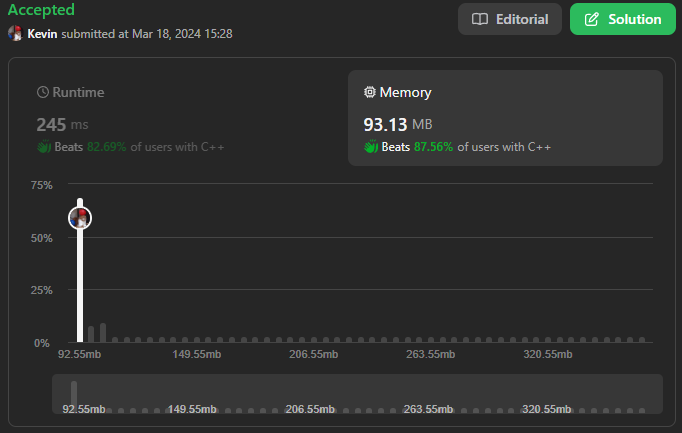 Accepted
Kevin submitted at Mar 18, 2024 15:28
Editorial
Solution
Runtime
245 ms
Beats 82.69% of users with C++
Memory
93.13 MB
Beats 87.56% of users with C++
75%
50%
25%
0%
92.55mb 149.55mb 206.55mb 263.55mb 320.55mb
92.55mb 149.55mb 206.55mb 263.55mb 320.55mb